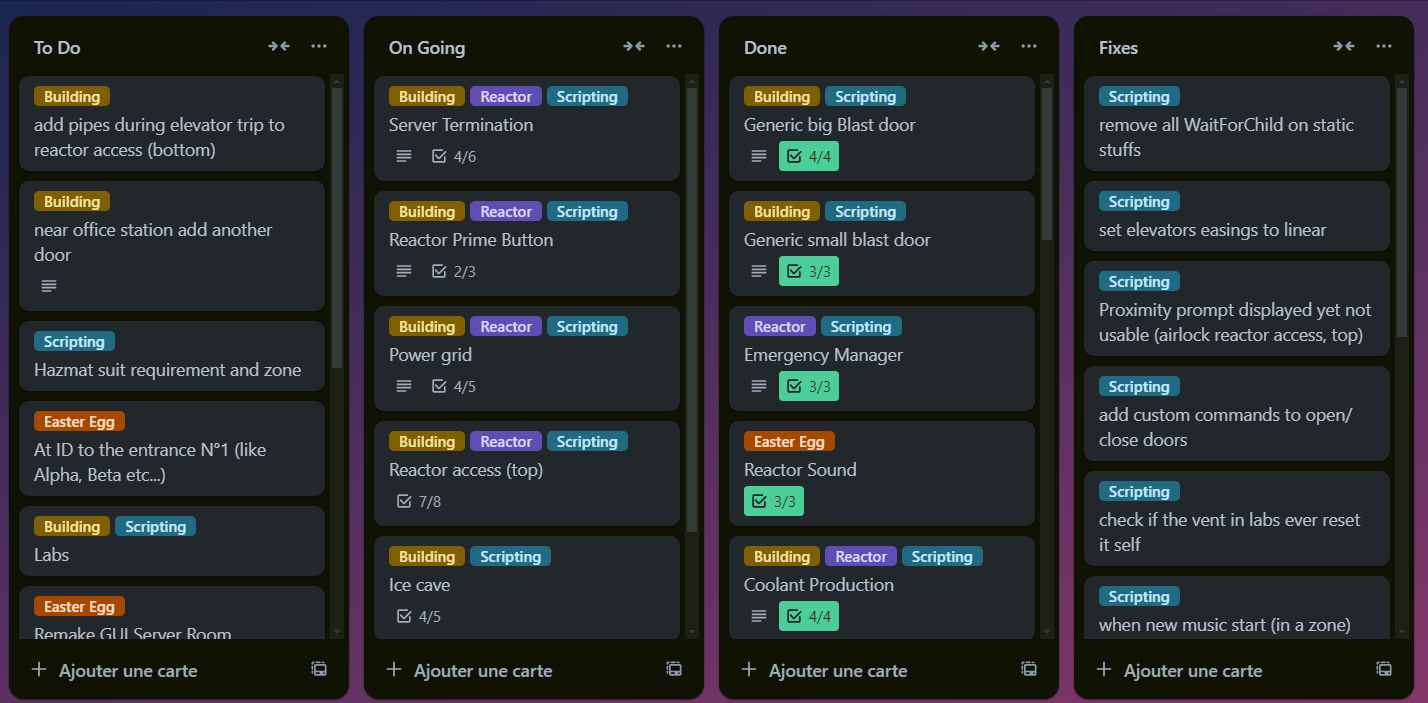 To Do
Building
add pipes during elevator trip to
reactor access (bottom)
Building
near office station add another
door
Scripting
Hazmat suit requirement and zone
Easter Egg
At ID to the entrance N°1 (like
Alpha, Beta etc...)
Building Scripting
Labs
Easter Egg
Remake GUI Server Room
Ajouter une carte
On Going
Building Reactor Scripting
Server Termination
4/6
Building Reactor Scripting
Reactor Prime Button
2/3
Building Reactor Scripting
Power grid
4/5
Building Reactor Scripting
Reactor access (top)
7/8
Building Scripting
Ice cave
4/5
Ajouter une carte
Done
Building Scripting
Generic big Blast door
4/4
Building Scripting
Generic small blast door
3/3
Reactor Scripting
Emergency Manager
3/3
Easter Egg
Reactor Sound
3/3
Building Reactor Scripting
Coolant Production
4/4
Ajouter une carte
Fixes
Scripting
remove all WaitForChild on static
stuffs
Scripting
set elevators easings to linear
Scripting
Proximity prompt displayed yet not
usable (airlock reactor access, top)
Scripting
add custom commands to open/
close doors
Scripting
check if the vent in labs ever reset
it self
Scripting
when new music start (in a zone)
Ajouter une carte